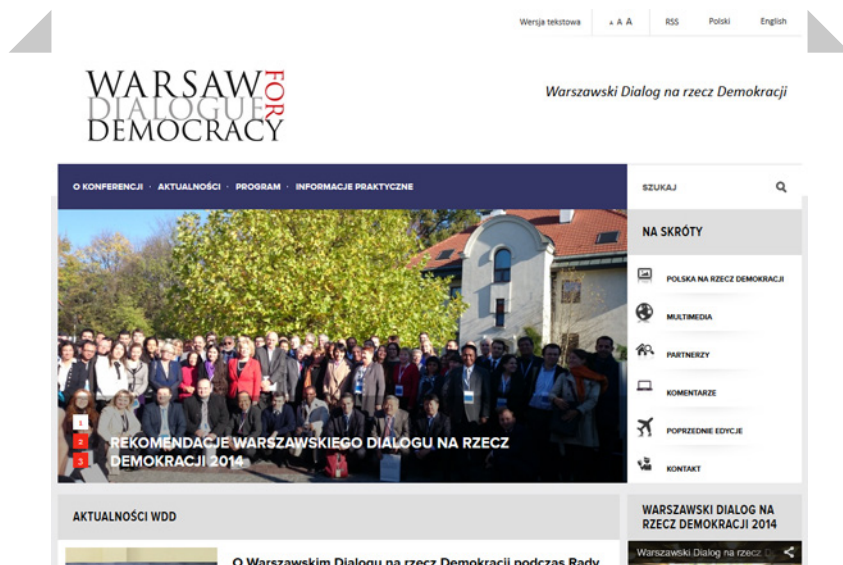 Wersja tekstowa
A A A
RSS
Polski
English
WARSAW FOR
DIALOGUE
DEMOCRACY
Warszawski Dialog na rzecz Demokracji
O KONFERENCJI · AKTUALNOŚCI · PROGRAM · INFORMACJE PRAKTYCZNE
SZUKAJ
NA SKRÓTY
POLSKA NA RZECZ DEMOKRACJI
MULTIMEDIA
PARTNERZY
KOMENTARZE
POPRZEDNIE EDYCJE
KONTAKT
1
2
3
REKOMENDACJE WARSZAWSKIEGO DIALOGU NA RZECZ
DEMOKRACJI 2014
AKTUALNOŚCI WDD
WARSZAWSKI DIALOG NA
RZECZ DEMOKRACJI 2014
O Warszawskim Dialogu na rzecz Demokracji podczas Rady
Warszawski Dialog na rzecz